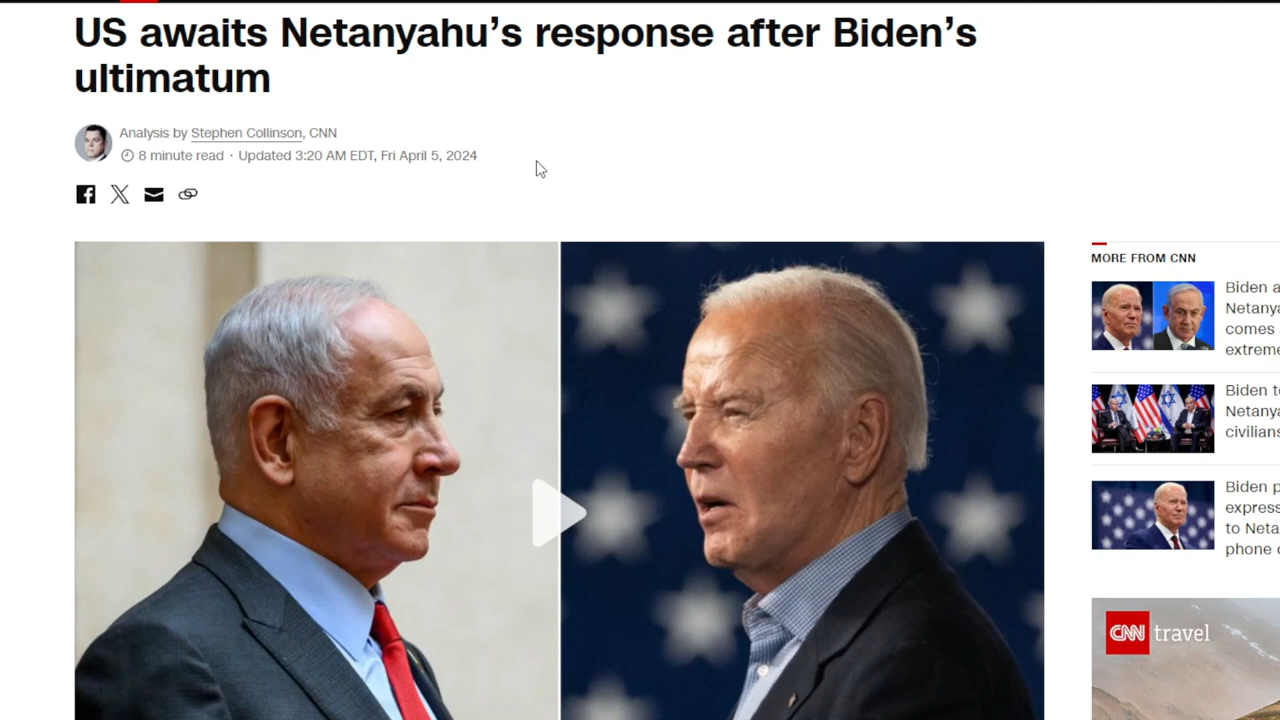 US awaits Netanyahu's response after Biden's
ultimatum
Analysis by Stephen Collinson, CNN
8 minute read · Updated 3:20 AM EDT, Fri April 5, 2024
MORE FROM CNN
Biden a
Netanya
comes
extreme
Biden to
Netanya
civilians
Biden p
express
to Neta
phone c
CNN travel